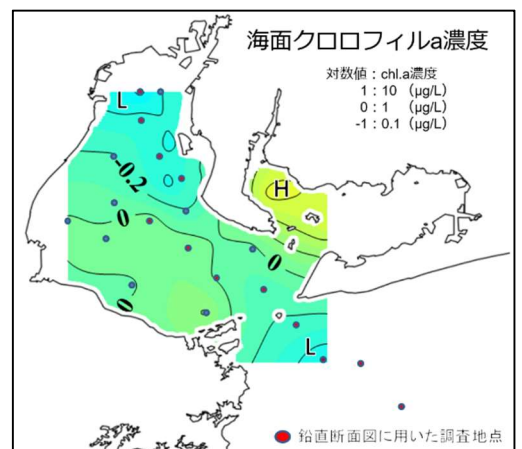 海面クロロフィルa濃度
対数値：chl.a濃度
1：10 （μg/L）
0：1 （μg/L）
-1：0.1 （μg/L）
L
-0.2
H
0
0
0
L
鉛直断面図に用いた調査地点